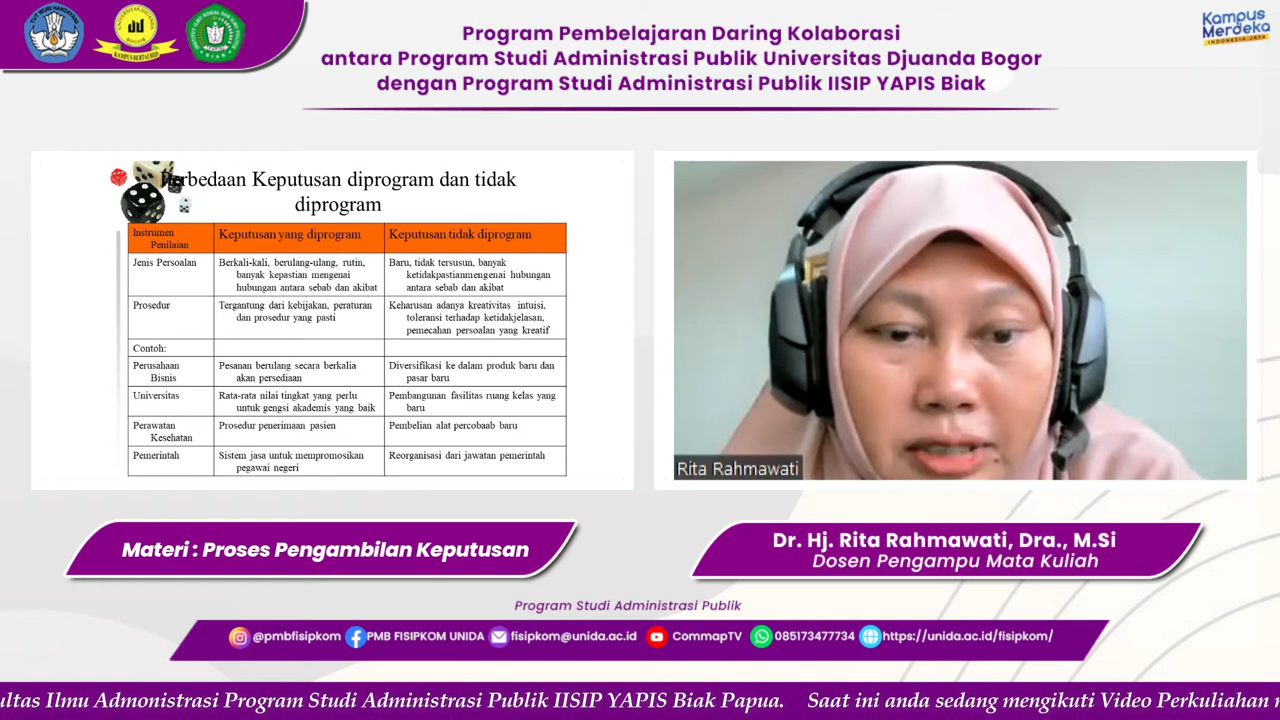 TUT WURI HANDAYANI
KAMPUS BERTAUHID
Program Pembelajaran Daring Kolaborasi
antara Program Studi Administrasi Publik Universitas Djuanda Bogor
dengan Program Studi Administrasi Publik IISIP YAPIS Biak
Kampus
Merdeka
INDONESIA JAYA
Perbedaan Keputusan diprogram dan tidak
diprogram
Instrumen Penilaian
Keputusan yang diprogram
Keputusan tidak diprogram
Jenis Persoalan
Berkali-kali, berulang-ulang, rutin,
banyak kepastian mengenai
hubungan antara sebab dan akibat
Baru, tidak tersusun, banyak
ketidakpastianmengenai hubungan
antara sebab dan akibat
Prosedur
Tergantung dari kebijakan, peraturan
dan prosedur yang pasti
Keharusan adanya kreativitas intuisi,
toleransi terhadap ketidakjelasan,
pemecahan persoalan yang kreatif
Contoh:
Perusahaan
Bisnis
Pesanan berulang secara berkalia
akan persediaan
Diversifikasi ke dalam produk baru dan
pasar baru
Universitas
Rata-rata nilai tingkat yang perlu
untuk gengsi akademis yang baik
Pembangunan fasilitas ruang kelas yang
baru
Perawatan
Kesehatan
Prosedur penerimaan pasien
Pembelian alat percobaab baru
Pemerintah
Sistem jasa untuk mempromosikan
pegawai negeri
Reorganisasi dari jawatan pemerintah
Rita Rahmawati
Materi : Proses Pengambilan Keputusan
Dr. Hj. Rita Rahmawati, Dra., M.Si
Dosen Pengampu Mata Kuliah
Program Studi Administrasi Publik
@pmbfisipkom PMB FISIPKOM UNIDA fisipkom@unida.ac.id CommapTV 085173477734 https://unida.ac.id/fisipkom/
ultas Ilmu Admonistrasi Program Studi Administrasi Publik IISIP YAPIS Biak Papua. Saat ini anda sedang mengikuti Video Perkuliahan